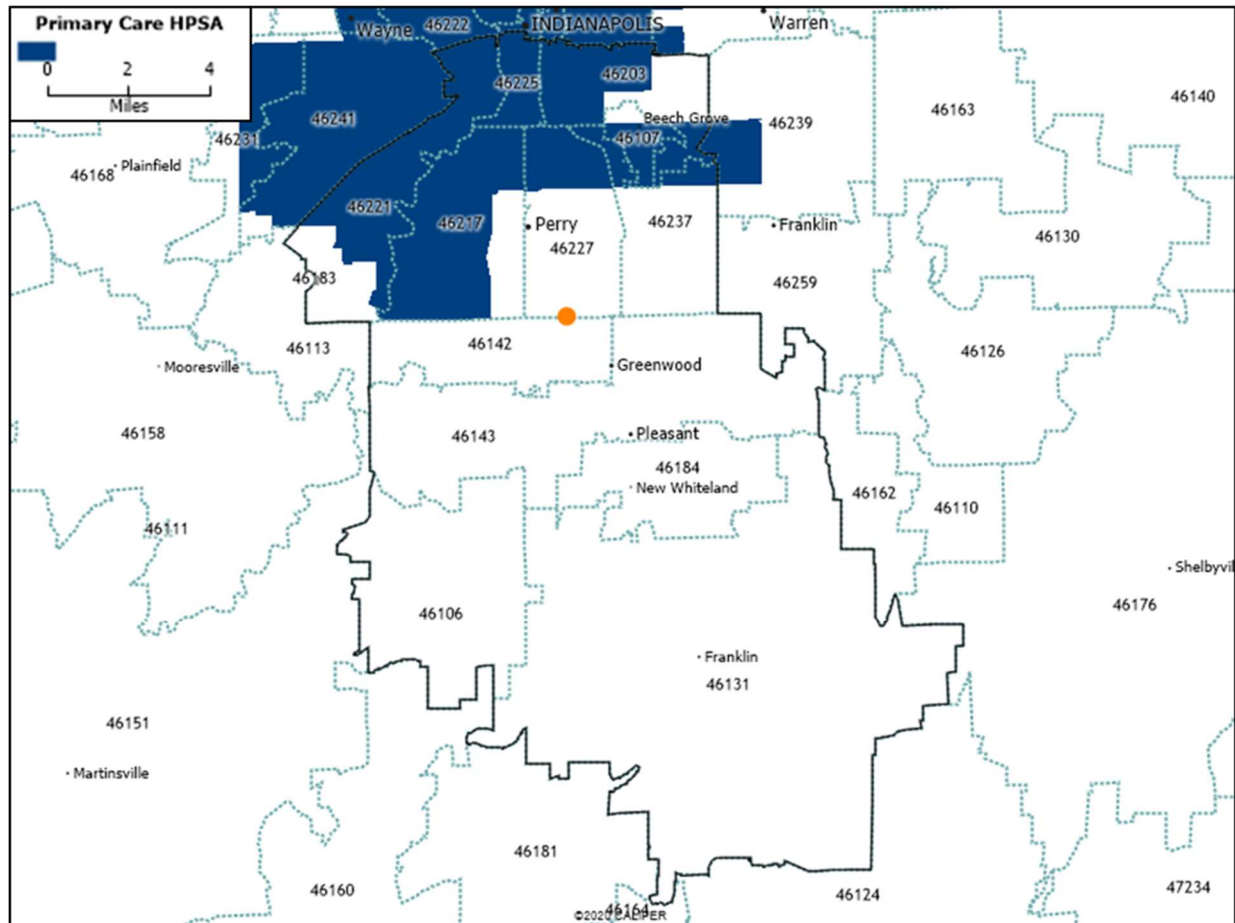 Primary Care HPSA
0 2 4
Miles
46222
INDIANAPOLIS
Wayne
Warren
46225
46203
46163
46140
46241
Beech Grove
46239
46231
46107
Plainfield
46168
46221
46217
Perry
46237
Franklin
46227
46130
46183
46259
46113
46142
46126
Mooresville
Greenwood
46158
46143
Pleasant
46184
New Whiteland
46162
46110
46111
Shelbyvil
46106
46176
Franklin
46131
46151
Martinsville
46181
46160
46164
46124
47234
©2020 CALIPER